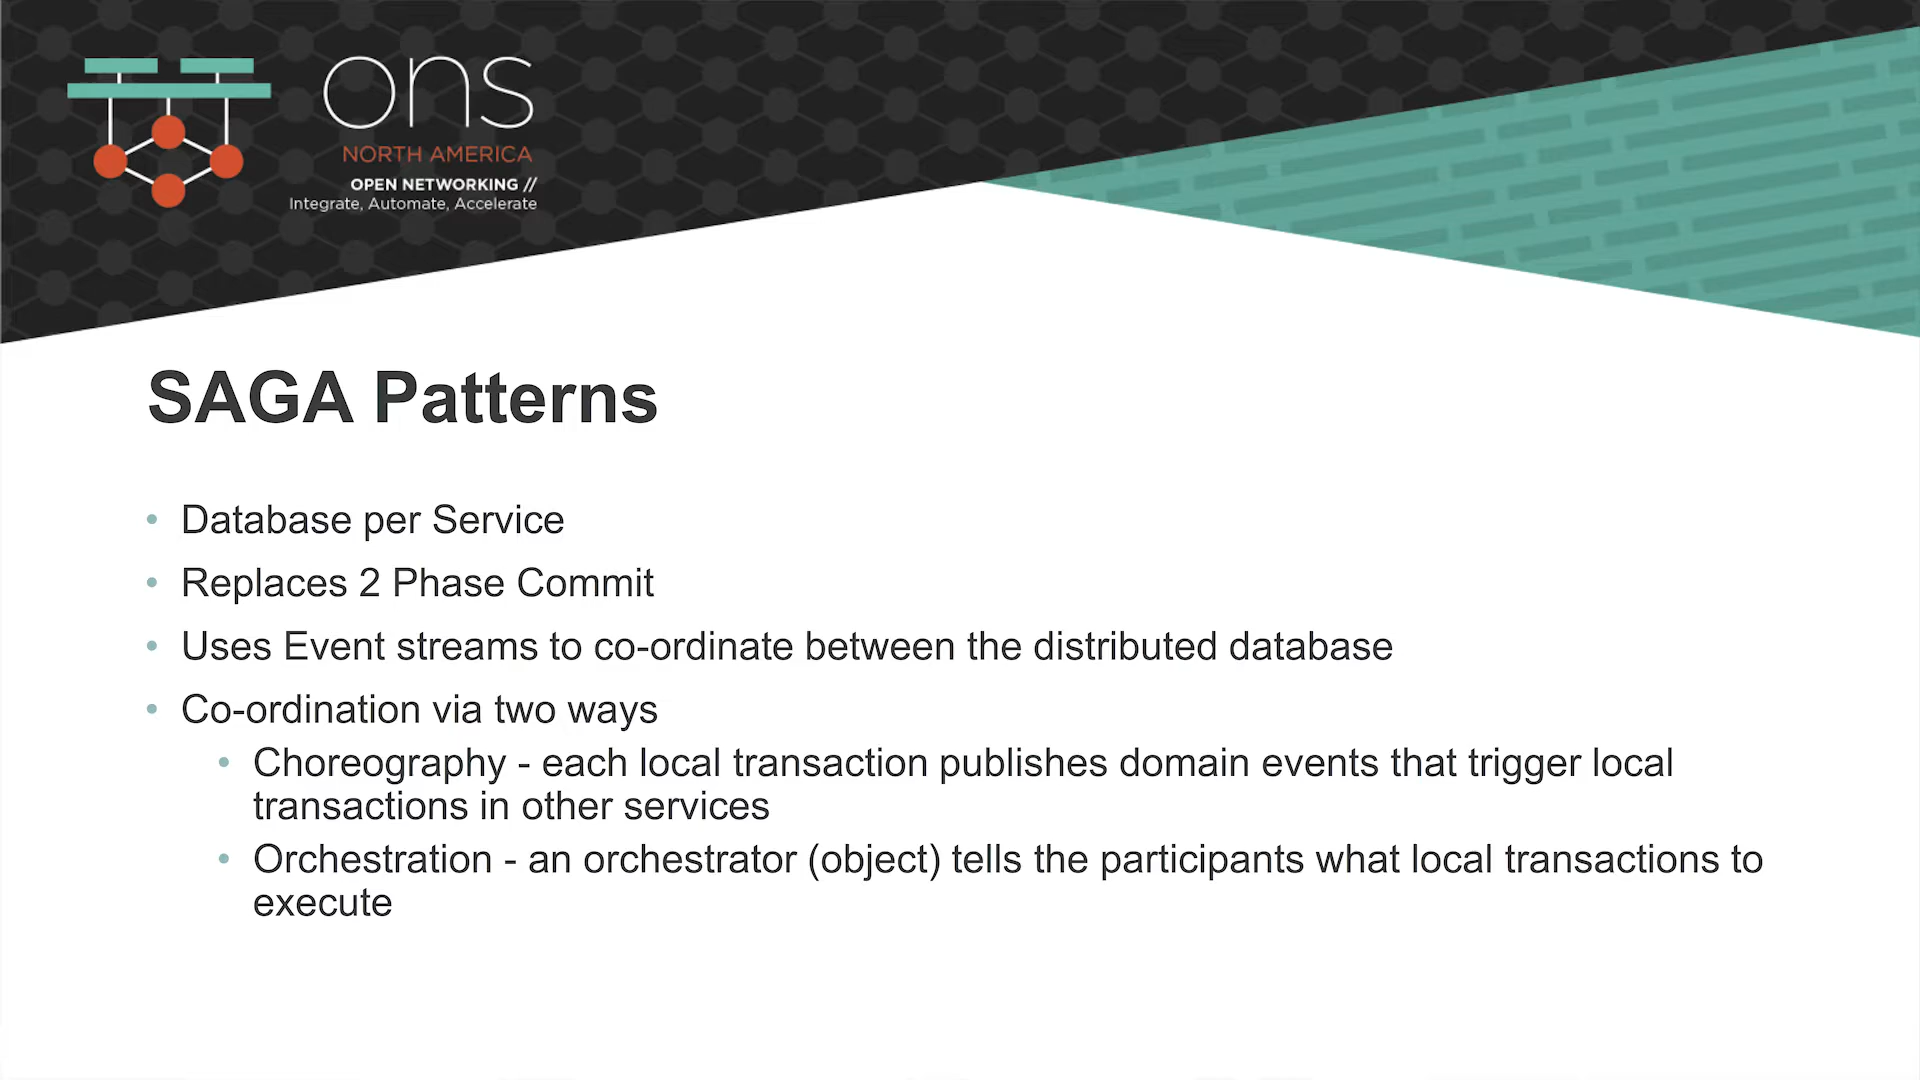 ons
NORTH AMERICA
OPEN NETWORKING //
Integrate, Automate, Accelerate
SAGA Patterns
• Database per Service
• Replaces 2 Phase Commit
• Uses Event streams to co-ordinate between the distributed database
• Co-ordination via two ways
• Choreography - each local transaction publishes domain events that trigger local
transactions in other services
• Orchestration - an orchestrator (object) tells the participants what local transactions to
execute